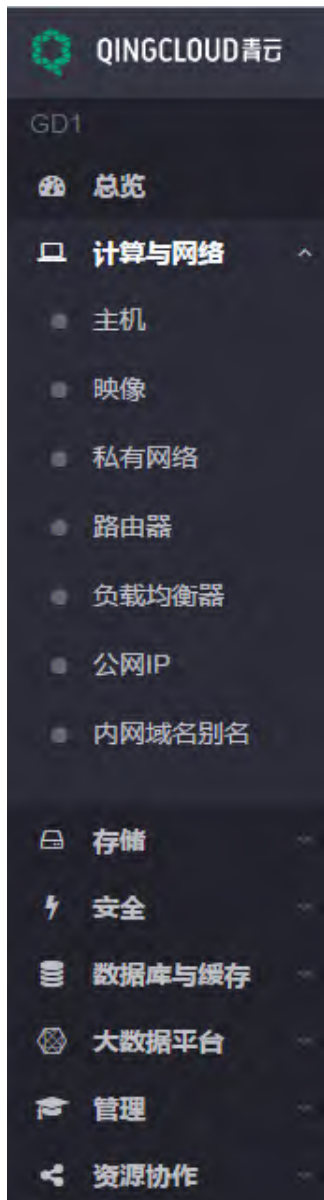 QINGCLOUD青云
GD1
总览
计算与网络
主机
映像
私有网络
路由器
负载均衡器
公网IP
内网域名别名
存储
安全
数据库与缓存
大数据平台
管理
资源协作